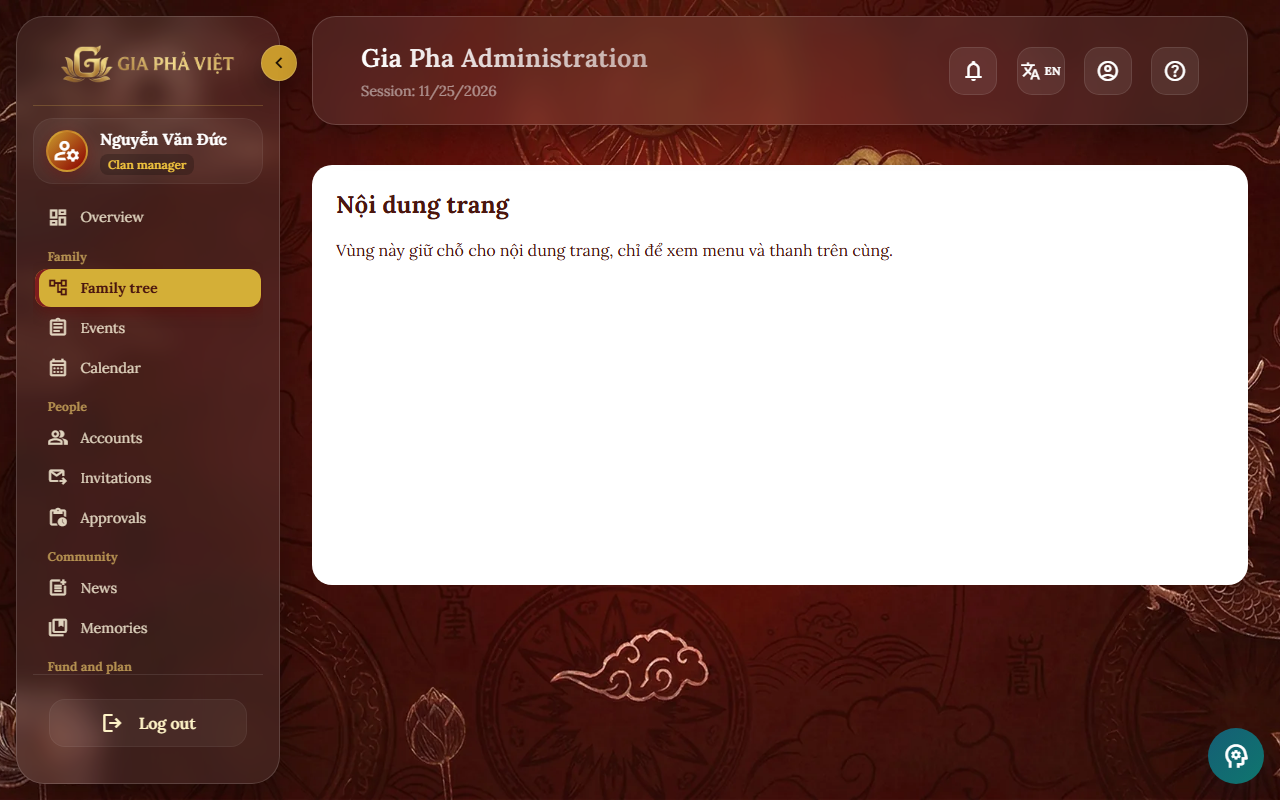 GIA PHẢ VIỆT
Nguyễn Văn Đức
Clan manager
Overview
Family
Family tree
Events
Calendar
People
Accounts
Invitations
Approvals
Community
News
Memories
Fund and plan
Log out
Gia Pha Administration
Session: 11/25/2026
EN
Nội dung trang
Vùng này giữ chỗ cho nội dung trang, chỉ để xem menu và thanh trên cùng.